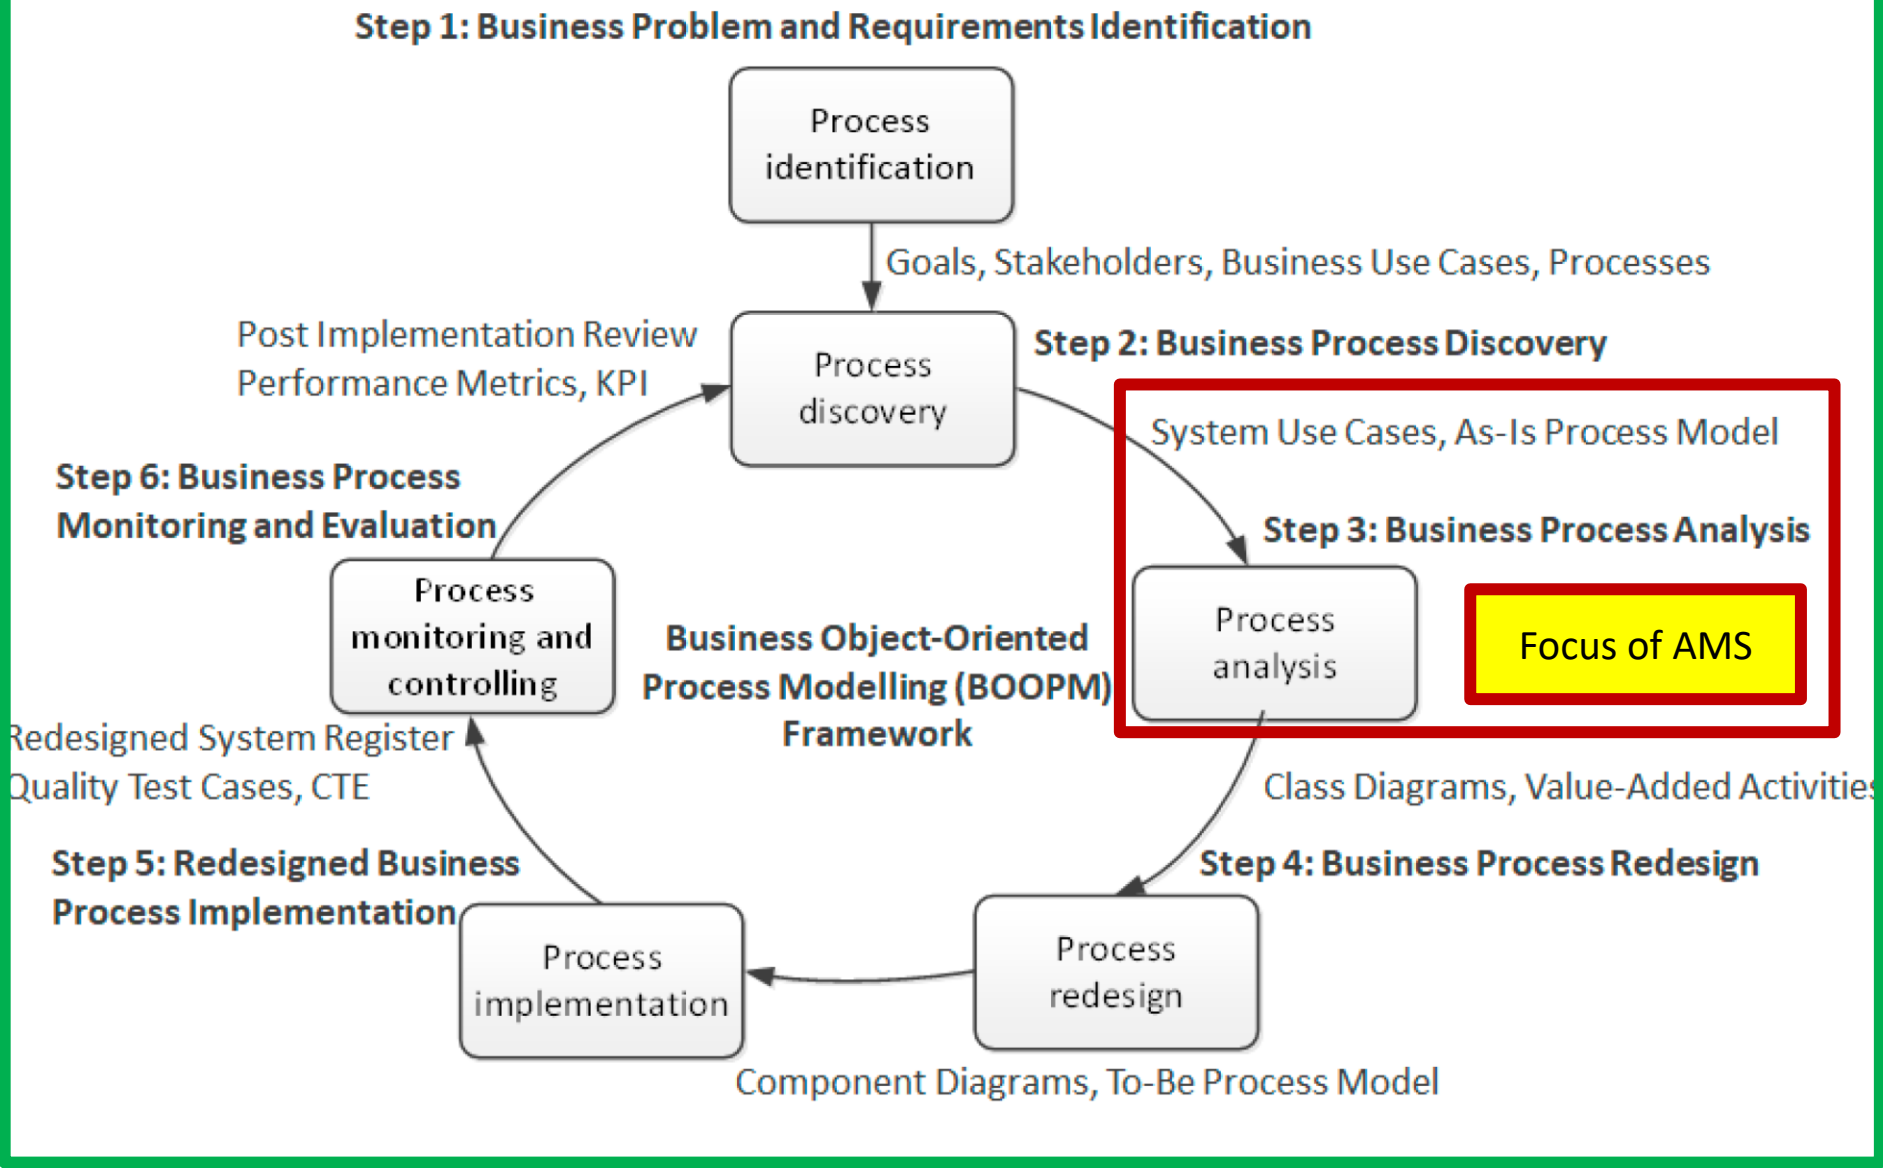 Step 1: Business Problem and Requirements Identification
Process
identification
Goals, Stakeholders, Business Use Cases, Processes
Post Implementation Review
Performance Metrics, KPI
Process
discovery
Step 2: Business Process Discovery
System Use Cases, As-Is Process Model
Step 6: Business Process
Monitoring and Evaluation
Step 3: Business Process Analysis
Process
monitoring and
controlling
Business Object-Oriented
Process Modelling (BOOPM)
Framework
Process
analysis
Focus of AMS
Redesigned System Register
Quality Test Cases, CTE
Class Diagrams, Value-Added Activities
Step 5: Redesigned Business
Process Implementation
Step 4: Business Process Redesign
Process
implementation
Process
redesign
Component Diagrams, To-Be Process Model